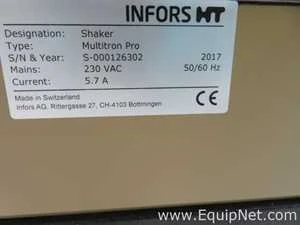 INFORS HT
Designation: Shaker
Type: Multitron Pro
S/N & Year: S-000126302 2017
Mains: 230 VAC 50/60 Hz
Current: 5.7 A
Made in Switzerland CE
Infors AG, Rittergasse 27, CH-4103 Bottmingen
www.EquipNet.com